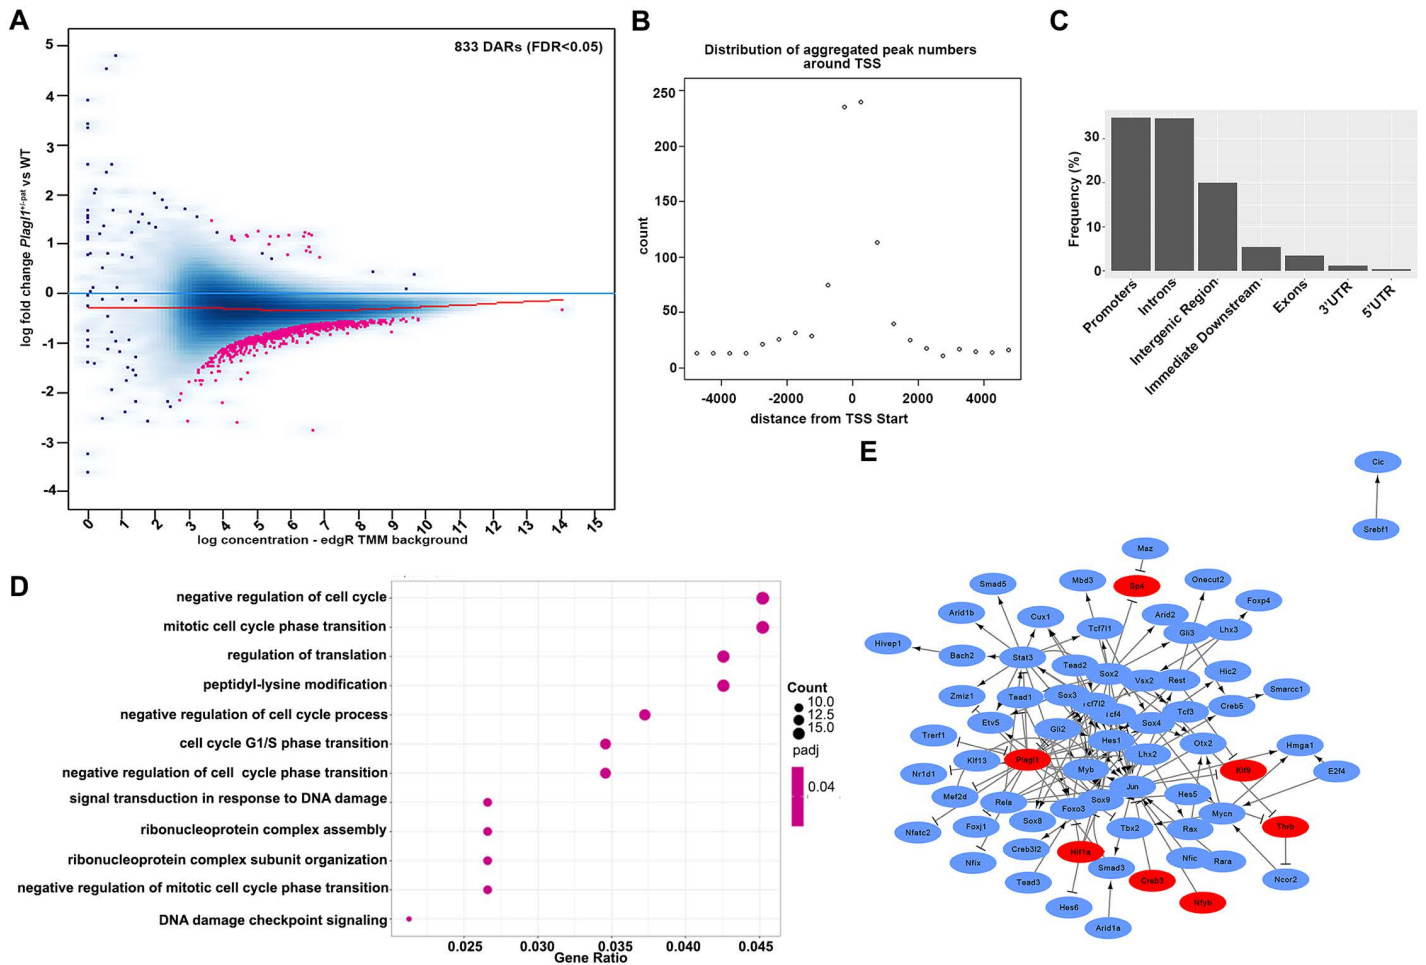 A
833 DARs (FDR<0.05)
log fold change Plagl1+/-pat vs WT
5
4
3
2
1
0
-1
-2
-3
-4
0 1 2 3 4 5 6 7 8 9 10 11 12 13 14 15
log concentration - edgR TMM background
B
Distribution of aggregated peak numbers
around TSS
count
250
200
150
100
50
0
-4000 -2000 0 2000 4000
distance from TSS Start
C
Frequency (%)
30
20
10
0
Promoters
Introns
Intergenic Region
Immediate Downstream
Exons
3'UTR
5'UTR
D
negative regulation of cell cycle
mitotic cell cycle phase transition
regulation of translation
peptidyl-lysine modification
negative regulation of cell cycle process
cell cycle G1/S phase transition
negative regulation of cell cycle phase transition
signal transduction in response to DNA damage
ribonucleoprotein complex assembly
ribonucleoprotein complex subunit organization
negative regulation of mitotic cell cycle phase transition
DNA damage checkpoint signaling
0.025 0.030 0.035 0.040 0.045
Gene Ratio
Count
10.0
12.5
15.0
padj
0.04
E
Cic
Srebf1
Maz
Smad5
Mbd3
Sp4
Onecut2
Foxp4
Arid1b
Cux1
Tcf7l1
Arid2
Gli3
Lhx3
Hivep1
Bach2
Stat3
Tead2
Sox2
Vsx2
Rest
Hic2
Smarcc1
Zmiz1
Tead1
Sox3
Tcf7l2
Tcf4
Sox4
Tcf3
Creb5
Etv5
Gli2
Trerf1
Hes1
Lhx2
Otx2
Hmga1
Klf13
Plagl1
Nr1d1
Myb
Klf9
E2f4
Mef2d
Rela
Foxo3
Sox9
Jun
Hes5
Mycn
Nfatc2
Foxj1
Sox8
Tbx2
Rax
Thrb
Nfix
Creb3l2
Hif1a
Smad3
Nfic
Rara
Tead3
Creb3
Ncor2
Hes6
Nfyb
Arid1a